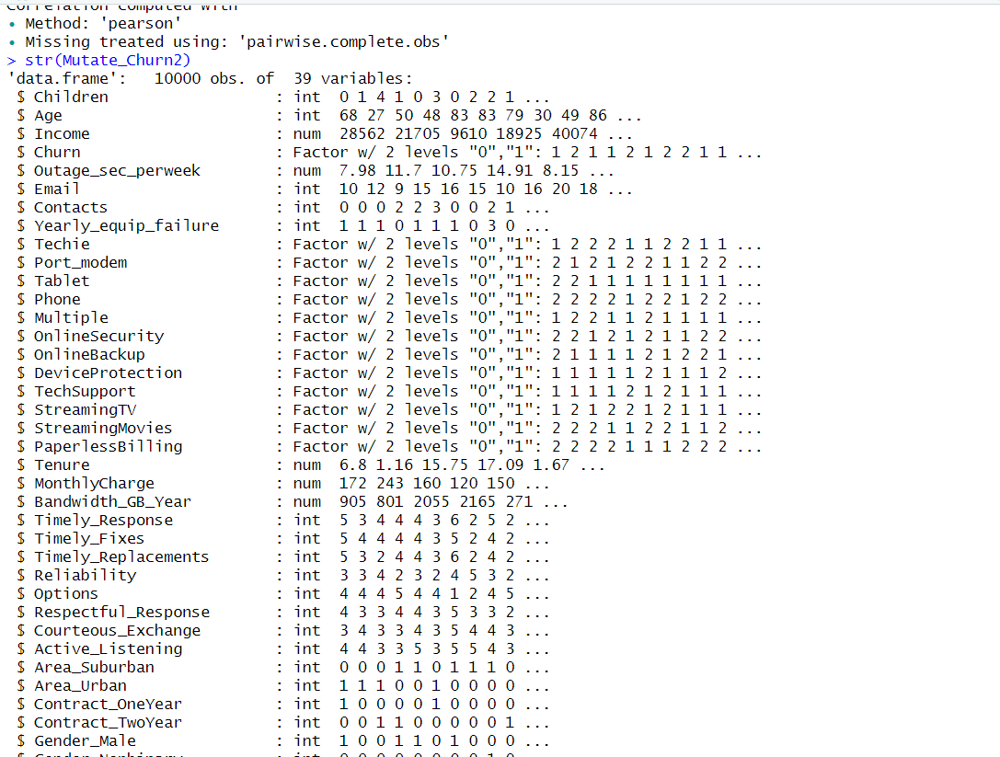 Correlation computed with
• Method: 'pearson'
• Missing treated using: 'pairwise.complete.obs'
> str(Mutate_Churn2)
'data.frame':   10000 obs. of  39 variables:
 $ Children                  : int  0 1 4 1 0 3 0 2 2 1 ...
 $ Age                       : int  68 27 50 48 83 83 79 30 49 86 ...
 $ Income                    : num  28562 21705 9610 18925 40074 ...
 $ Churn                     : Factor w/ 2 levels "0","1": 1 2 1 1 2 1 2 2 1 1 ...
 $ Outage_sec_perweek        : num  7.98 11.7 10.75 14.91 8.15 ...
 $ Email                     : int  10 12 9 15 16 15 10 16 20 18 ...
 $ Contacts                  : int  0 0 0 2 2 3 0 0 2 1 ...
 $ Yearly_equip_failure      : int  1 1 1 0 1 1 1 0 3 0 ...
 $ Techie                    : Factor w/ 2 levels "0","1": 1 2 2 2 1 1 2 2 1 1 ...
 $ Port_modem                : Factor w/ 2 levels "0","1": 2 1 2 1 2 2 1 1 2 2 ...
 $ Tablet                    : Factor w/ 2 levels "0","1": 2 2 1 1 1 1 1 1 1 1 ...
 $ Phone                     : Factor w/ 2 levels "0","1": 2 2 2 2 1 2 2 1 2 2 ...
 $ Multiple                  : Factor w/ 2 levels "0","1": 1 2 2 1 1 2 1 1 1 1 ...
 $ OnlineSecurity            : Factor w/ 2 levels "0","1": 2 2 1 2 1 2 1 1 2 2 ...
 $ OnlineBackup              : Factor w/ 2 levels "0","1": 2 1 1 1 1 2 1 2 2 1 ...
 $ DeviceProtection          : Factor w/ 2 levels "0","1": 1 1 1 1 1 2 1 1 1 2 ...
 $ TechSupport               : Factor w/ 2 levels "0","1": 1 1 1 1 2 1 2 1 1 1 ...
 $ StreamingTV               : Factor w/ 2 levels "0","1": 1 2 1 2 2 1 2 1 1 1 ...
 $ StreamingMovies           : Factor w/ 2 levels "0","1": 2 2 2 1 1 2 2 1 1 2 ...
 $ PaperlessBilling          : Factor w/ 2 levels "0","1": 2 2 2 2 1 1 1 2 2 2 ...
 $ Tenure                    : num  6.8 1.16 15.75 17.09 1.67 ...
 $ MonthlyCharge             : num  172 243 160 120 150 ...
 $ Bandwidth_GB_Year         : num  905 801 2055 2165 271 ...
 $ Timely_Response           : int  5 3 4 4 4 3 6 2 5 2 ...
 $ Timely_Fixes              : int  5 4 4 4 4 3 5 2 4 2 ...
 $ Timely_Replacements       : int  5 3 2 4 4 3 6 2 4 2 ...
 $ Reliability               : int  3 3 4 2 3 2 4 5 3 2 ...
 $ Options                   : int  4 4 4 5 4 4 1 2 4 5 ...
 $ Respectful_Response       : int  4 3 3 4 4 3 5 3 3 2 ...
 $ Courteous_Exchange        : int  3 4 3 3 4 3 5 4 4 3 ...
 $ Active_Listening          : int  4 4 3 3 5 3 5 5 4 3 ...
 $ Area_Suburban             : int  0 0 0 1 1 0 1 1 1 0 ...
 $ Area_Urban                : int  1 1 1 0 0 1 0 0 0 0 ...
 $ Contract_OneYear          : int  1 0 0 0 0 1 0 0 0 0 ...
 $ Contract_TwoYear          : int  0 0 1 1 0 0 0 0 0 1 ...
 $ Gender_Male               : int  1 0 0 1 1 0 1 0 0 0 ...